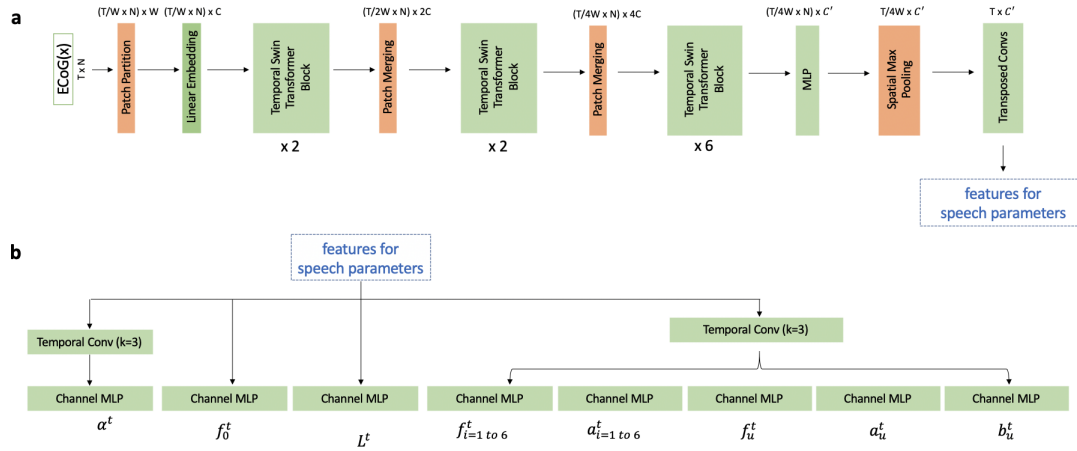 a
(T/W x N) x W
(T/W x N) x C
(T/2W x N) x 2C
(T/4W x N) x 4C
(T/4W x N) x C′
T/4W x C′
T x C′
ECoG(x)
T x N
Patch Partition
Linear Embedding
Temporal Swin
Transformer
Block
Patch Merging
Temporal Swin
Transformer
Block
Patch Merging
Temporal Swin
Transformer
Block
MLP
Spatial Max
Pooling
Transposed Convs
x 2
x 2
x 6
features for
speech parameters
b
features for
speech parameters
Temporal Conv (k=3)
Temporal Conv (k=3)
Channel MLP
Channel MLP
Channel MLP
Channel MLP
Channel MLP
Channel MLP
Channel MLP
Channel MLP
α^t
f_0^t
L^t
f_{i=1 to 6}^t
a_{i=1 to 6}^t
f_u^t
a_u^t
b_u^t